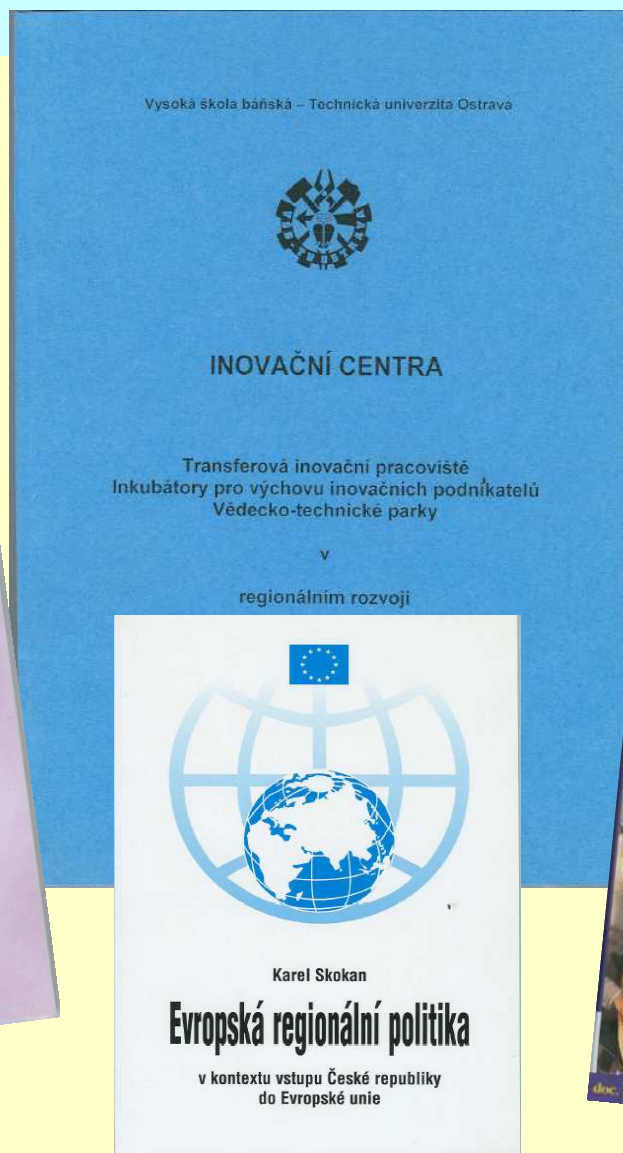 Vysoká škola báňská – Technická univerzita Ostrava
INOVAČNÍ CENTRA
Transferová inovační pracoviště
Inkubátory pro výchovu inovačních podnikatelů
Vědecko-technické parky
v
regionálním rozvoji
Karel Skokan
Evropská regionální politika
v kontextu vstupu České republiky
do Evropské unie
doc.